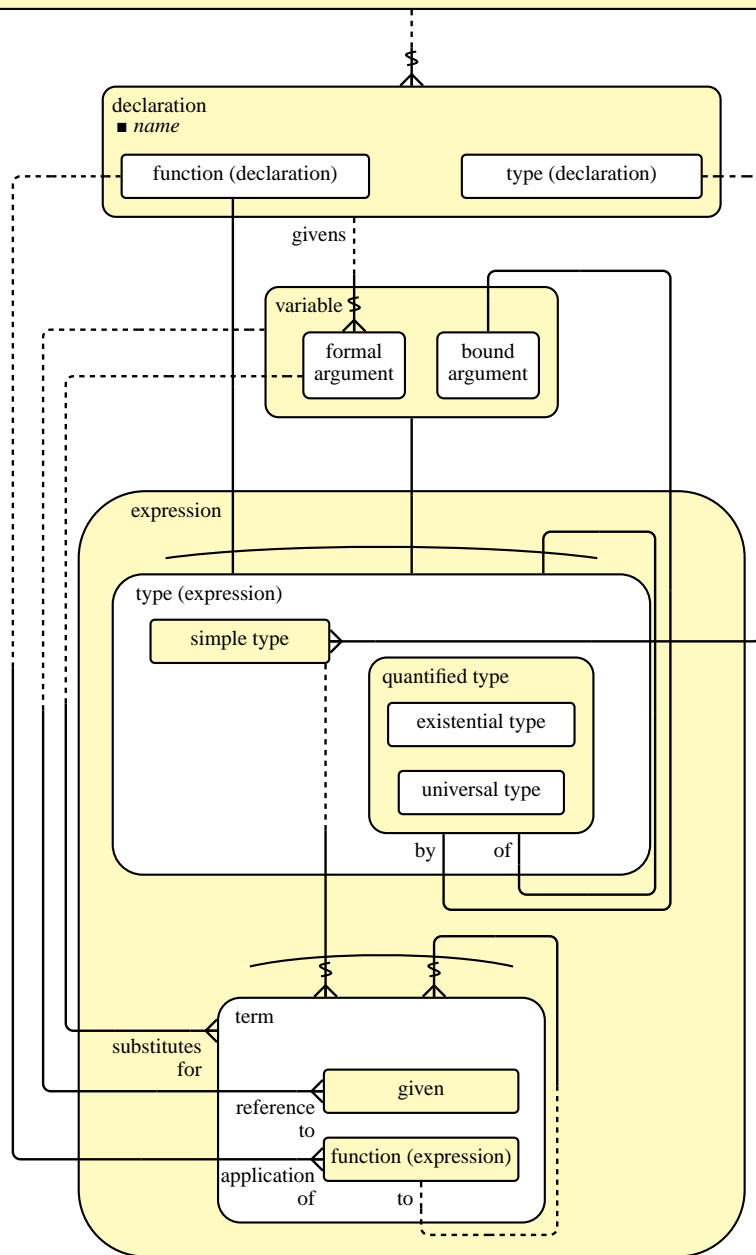 declaration
■ name
function (declaration)
type (declaration)
givens
variable
formal
argument
bound
argument
expression
type (expression)
simple type
quantified type
existential type
universal type
by
of
term
substitutes
for
given
reference
to
function (expression)
application
of
to